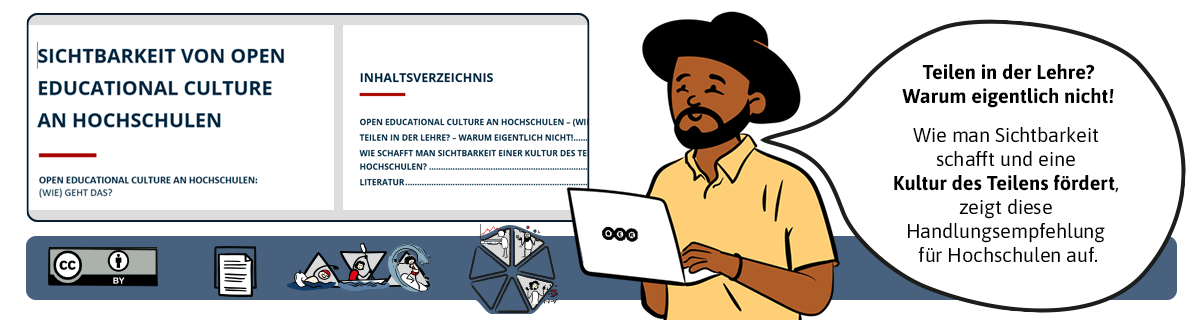 SICHTBARKEIT VON OPEN
EDUCATIONAL CULTURE
AN HOCHSCHULEN
OPEN EDUCATIONAL CULTURE AN HOCHSCHULEN:
(WIE) GEHT DAS?
INHALTSVERZEICHNIS
OPEN EDUCATIONAL CULTURE AN HOCHSCHULEN – (WI
TEILEN IN DER LEHRE? – WARUM EIGENTLICH NICHT!......
WIE SCHAFFT MAN SICHTBARKEIT EINER KULTUR DES TE
HOCHSCHULEN? ..................................................
LITERATUR..........................................................
Teilen in der Lehre?
Warum eigentlich nicht!
Wie man Sichtbarkeit
schafft und eine
Kultur des Teilens fördert,
zeigt diese
Handlungsempfehlung
für Hochschulen auf.
OER
CC
BY